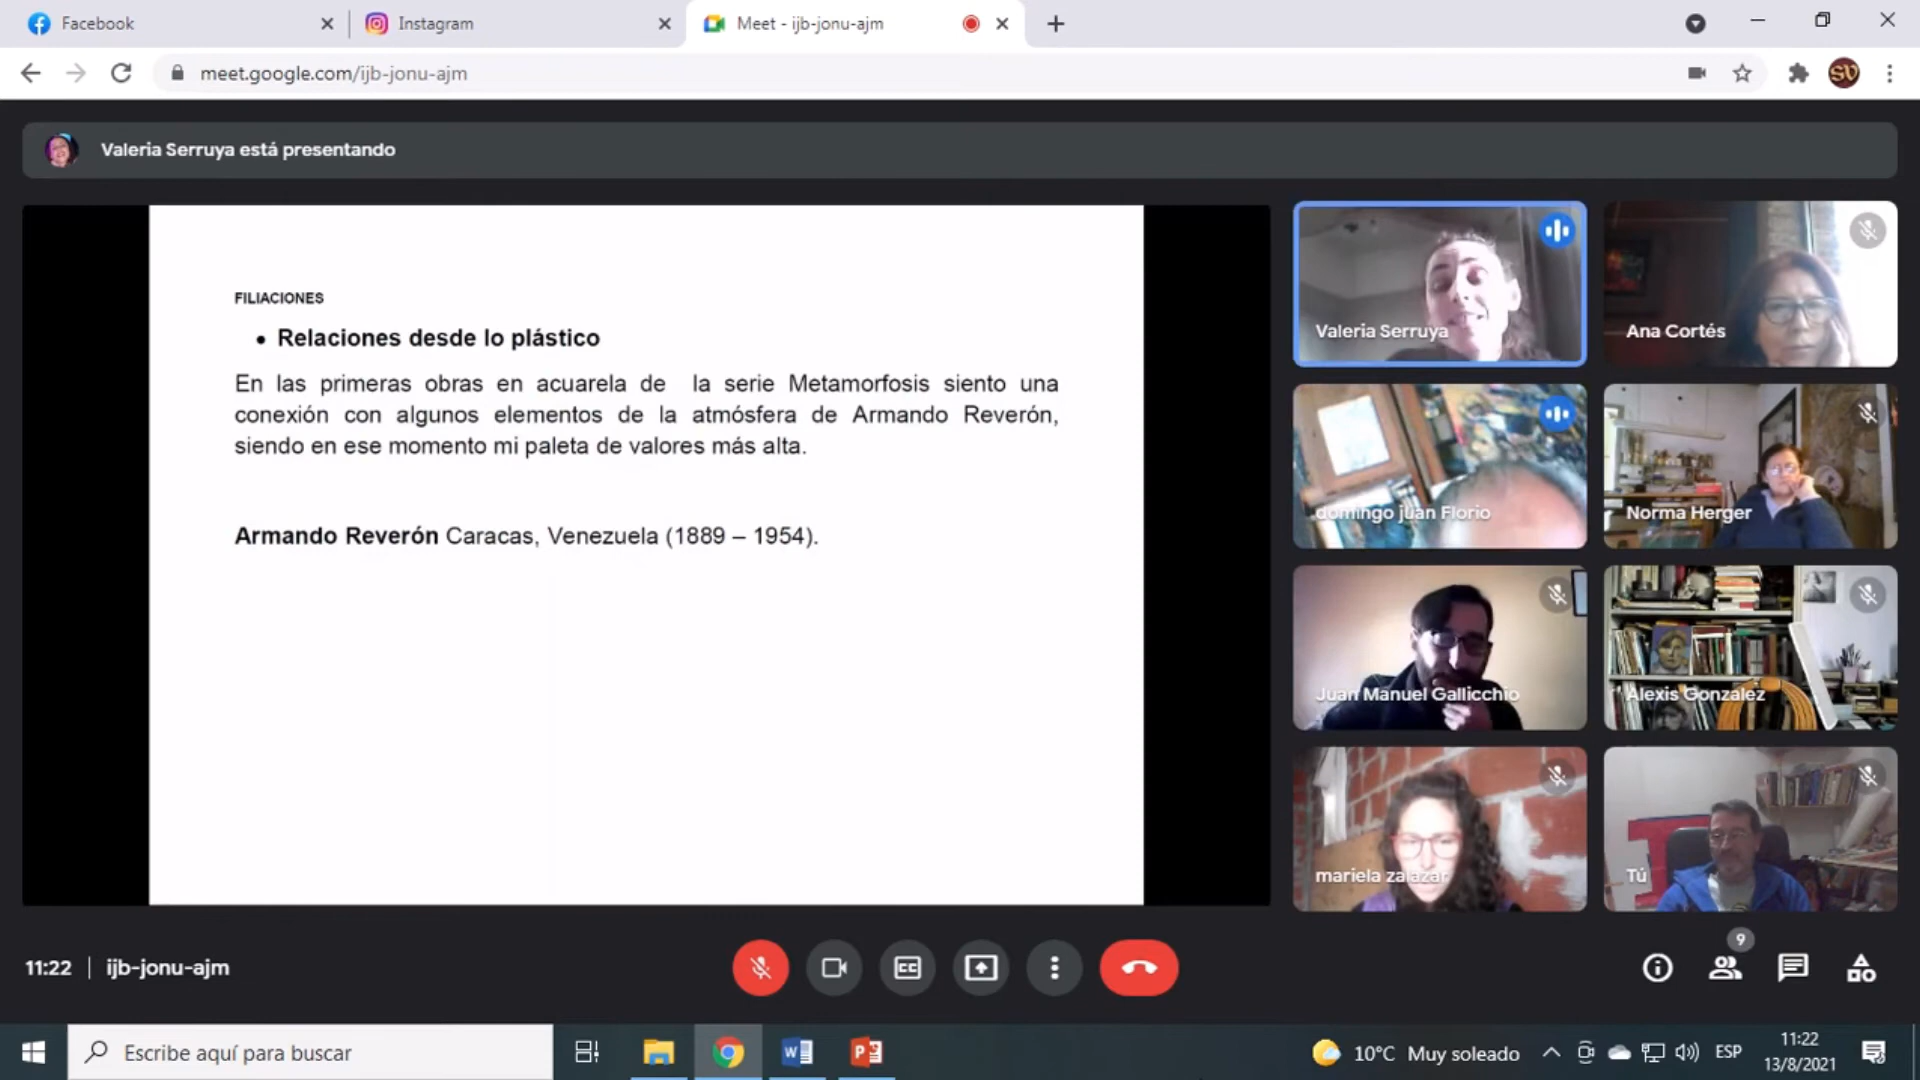 Facebook
Instagram
Meet - ijb-jonu-ajm
meet.google.com/ijb-jonu-ajm
SV
Valeria Serruya está presentando
FILIACIONES
• Relaciones desde lo plástico
En las primeras obras en acuarela de la serie Metamorfosis siento una
conexión con algunos elementos de la atmósfera de Armando Reverón,
siendo en ese momento mi paleta de valores más alta.
Armando Reverón Caracas, Venezuela (1889 – 1954).
Valeria Serruya
Ana Cortés
domingo juan Florio
Norma Herger
Juan Manuel Gallicchio
Alexis Gonzalez
mariela zalazar
Tú
11:22 | ijb-jonu-ajm
CC
9
Escribe aquí para buscar
W
P
10°C Muy soleado
ESP
11:22
13/8/2021